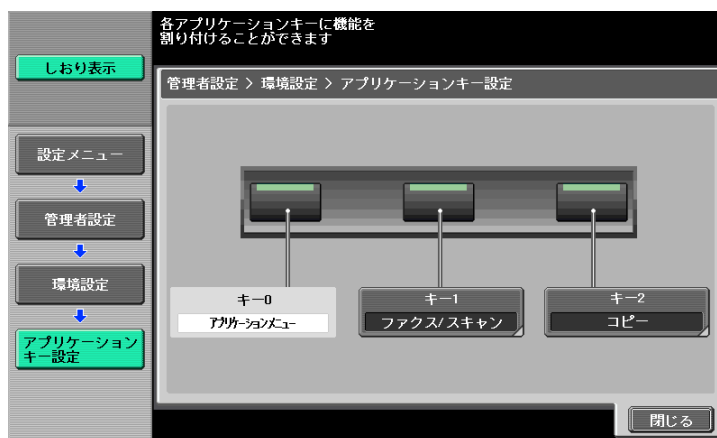 各アプリケーションキーに機能を
割り付けることができます
しおり表示
管理者設定 > 環境設定 > アプリケーションキー設定
設定メニュー
管理者設定
環境設定
アプリケーション
キー設定
キー0
アプリケーションメニュー
キー1
ファクス/スキャン
キー2
コピー
閉じる